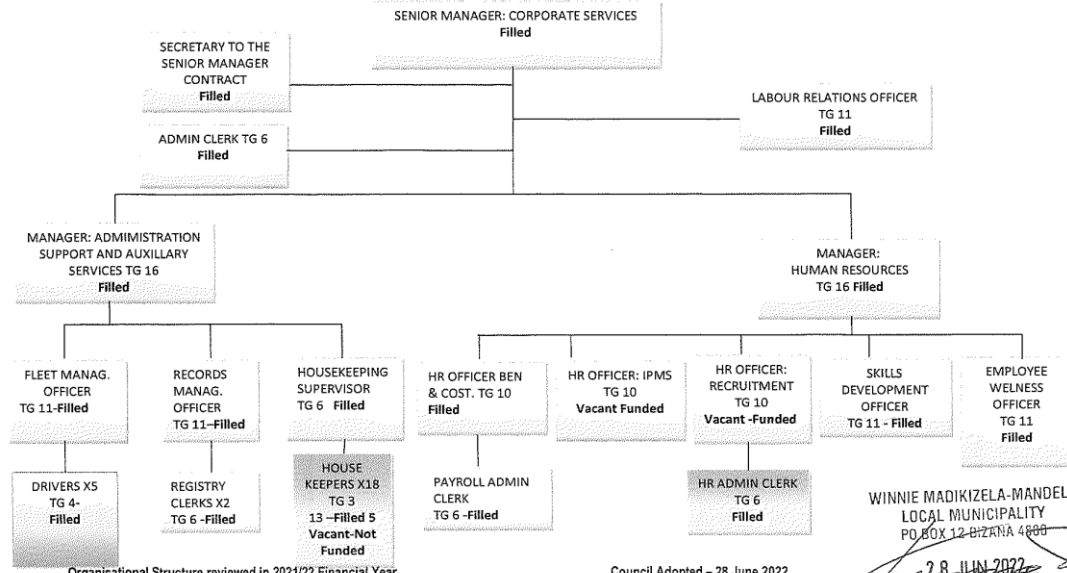 SENIOR MANAGER: CORPORATE SERVICES
Filled
SECRETARY TO THE
SENIOR MANAGER
CONTRACT
Filled
LABOUR RELATIONS OFFICER
TG 11
Filled
ADMIN CLERK TG 6
Filled
MANAGER: ADMIMISTRATION
SUPPORT AND AUXILLARY
SERVICES TG 16
Filled
MANAGER:
HUMAN RESOURCES
TG 16 Filled
FLEET MANAG.
OFFICER
TG 11-Filled
RECORDS
MANAG.
OFFICER
TG 11–Filled
HOUSEKEEPING
SUPERVISOR
TG 6 Filled
HR OFFICER BEN
& COST. TG 10
Filled
HR OFFICER: IPMS
TG 10
Vacant Funded
HR OFFICER:
RECRUITMENT
TG 10
Vacant -Funded
SKILLS
DEVELOPMENT
OFFICER
TG 11 - Filled
EMPLOYEE
WELNESS
OFFICER
TG 11
Filled
DRIVERS X5
TG 4-
Filled
REGISTRY
CLERKS X2
TG 6 -Filled
HOUSE
KEEPERS X18
TG 3
13 –Filled 5
Vacant-Not
Funded
PAYROLL ADMIN
CLERK
TG 6 -Filled
HR ADMIN CLERK
TG 6
Filled
WINNIE MADIKIZELA-MANDEL
LOCAL MUNICIPALITY
PO BOX 12 BIZANA 4800
28 JUN 2022
Organisational Structure reviewed in 2021/22 Financial Year
Council Adopted – 28 June 2022